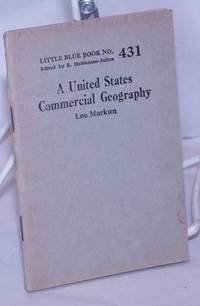 LITTLE BLUE BOOK NO. 431
Edited by E. Haldeman-Julius
A United States
Commercial Geography
Leo Markun